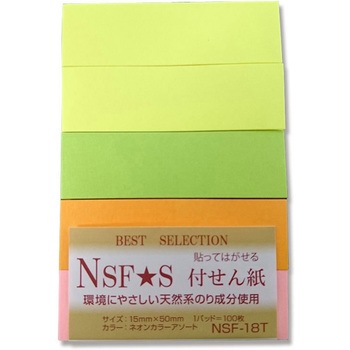 BEST SELECTION
貼ってはがせる
NSF★S 付せん紙
環境にやさしい天然系のり成分使用
サイズ：15mm×50mm 1パッド=100枚
カラー：ネオンカラーアソート NSF-18T